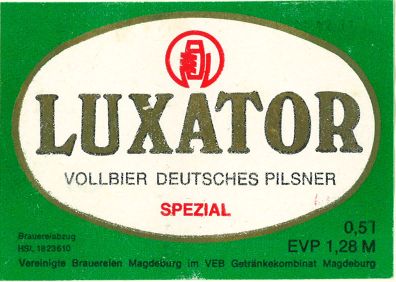 LUXATOR
VOLLBIER DEUTSCHES PILSNER
SPEZIAL
0,5 l
EVP 1,28 M
Brauereiabzug
HSL 1823610
Vereinigte Brauereien Magdeburg im VEB Getränkekombinat Magdeburg